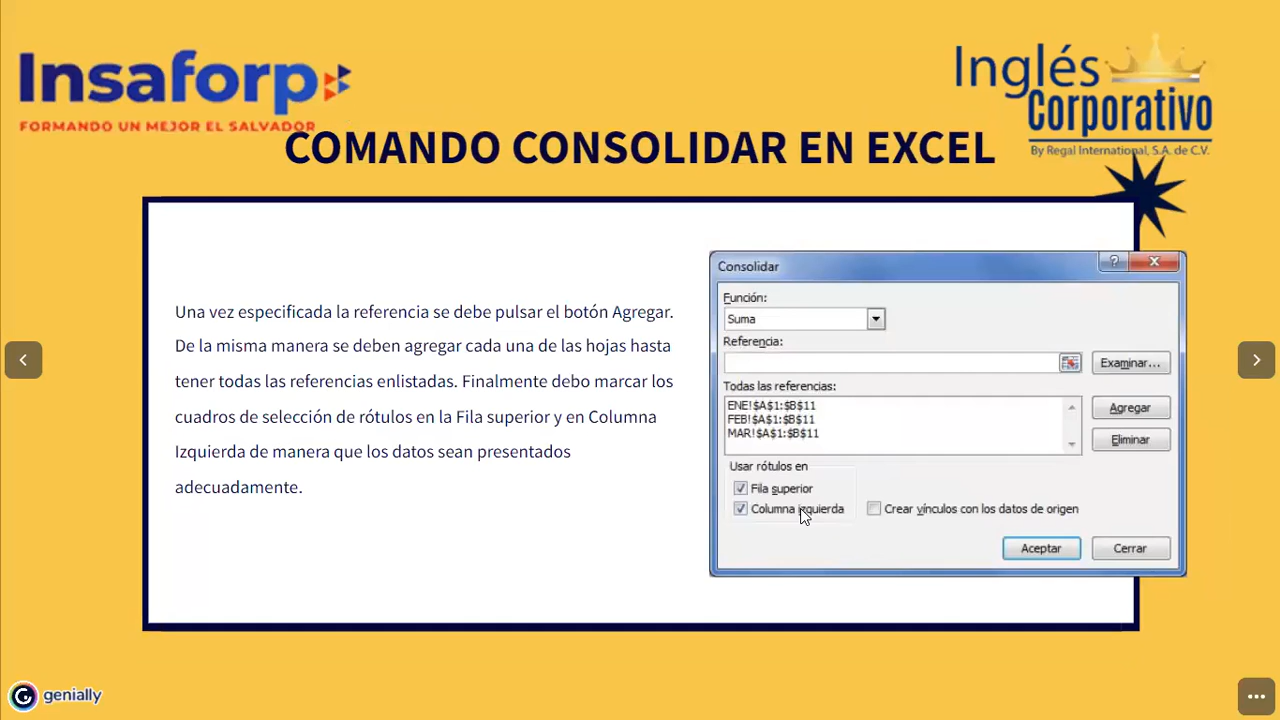 Insaforp
FORMANDO UN MEJOR EL SALVADOR
Inglés
Corporativo
By Regal International, S.A. de C.V.
COMANDO CONSOLIDAR EN EXCEL
Una vez especificada la referencia se debe pulsar el botón Agregar.
De la misma manera se deben agregar cada una de las hojas hasta
tener todas las referencias enlistadas. Finalmente debo marcar los
cuadros de selección de rótulos en la Fila superior y en Columna
Izquierda de manera que los datos sean presentados
adecuadamente.
Consolidar
Función:
Suma
Referencia:
Examinar...
Todas las referencias:
ENE!$A$1:$B$11
FEB!$A$1:$B$11
MAR!$A$1:$B$11
Agregar
Eliminar
Usar rótulos en
Fila superior
Columna izquierda
Crear vínculos con los datos de origen
Aceptar
Cerrar
genially